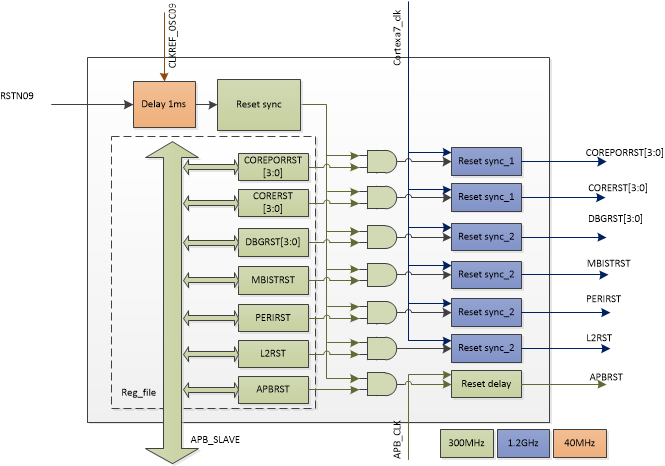 CLKREF_OSC09
Cortexa7_clk
RSTN09
Delay 1ms
Reset sync
COREPORRST
[3:0]
Reset sync_1
COREPORRST[3:0]
CORERST
[3:0]
Reset sync_1
CORERST[3:0]
DBGRST[3:0]
Reset sync_2
DBGRST[3:0]
MBISTRST
Reset sync_2
MBISTRST
PERIRST
Reset sync_2
PERIRST
L2RST
Reset sync_2
L2RST
APBRST
Reset delay
APBRST
Reg_file
APB_SLAVE
APB_CLK
300MHz
1.2GHz
40MHz